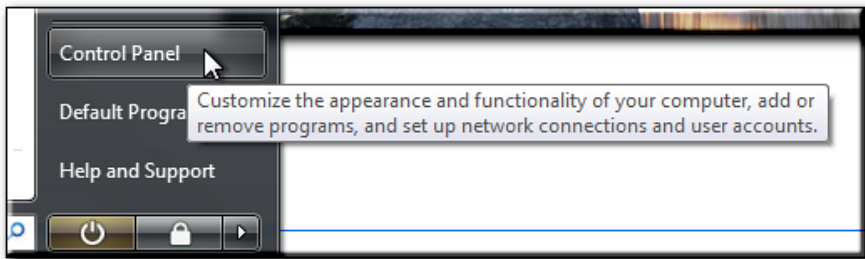 Control Panel
Customize the appearance and functionality of your computer, add or
Default Progra
remove programs, and set up network connections and user accounts.
Help and Support